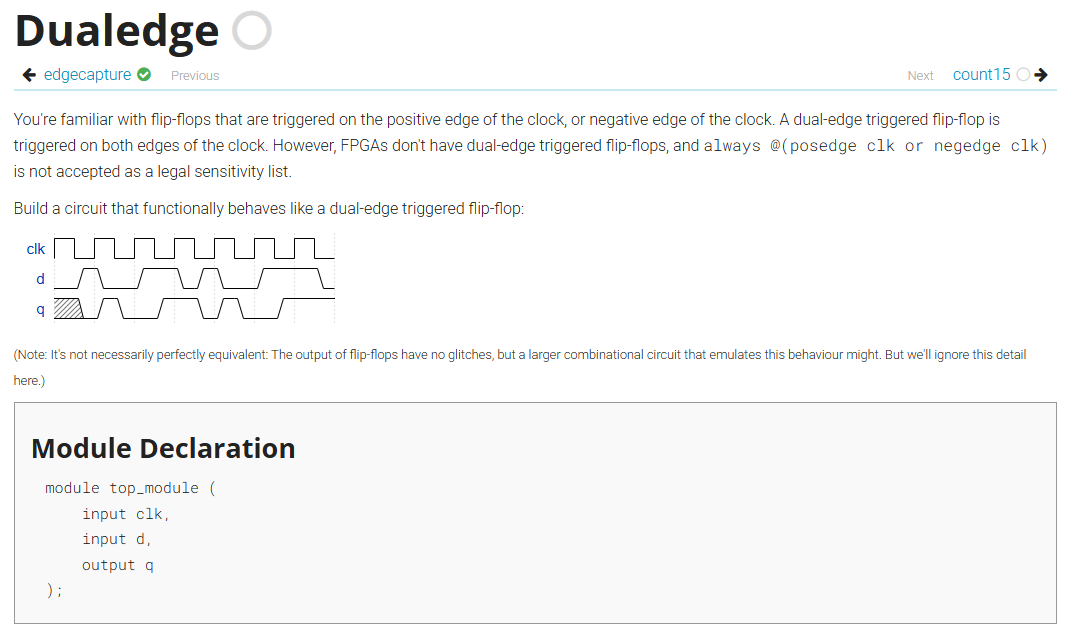 Dualedge
edgecapture Previous Next count15
You're familiar with flip-flops that are triggered on the positive edge of the clock, or negative edge of the clock. A dual-edge triggered flip-flop is
triggered on both edges of the clock. However, FPGAs don't have dual-edge triggered flip-flops, and always @(posedge clk or negedge clk)
is not accepted as a legal sensitivity list.
Build a circuit that functionally behaves like a dual-edge triggered flip-flop:
clk
d
q
(Note: It's not necessarily perfectly equivalent: The output of flip-flops have no glitches, but a larger combinational circuit that emulates this behaviour might. But we'll ignore this detail
here.)
Module Declaration
module top_module (
input clk,
input d,
output q
);